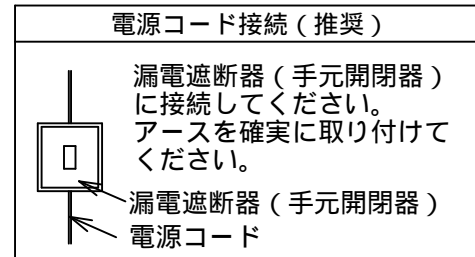 電源コード接続(推奨)
漏電遮断器(手元開閉器)
に接続してください。
アースを確実に取り付けて
ください。
漏電遮断器(手元開閉器)
電源コード